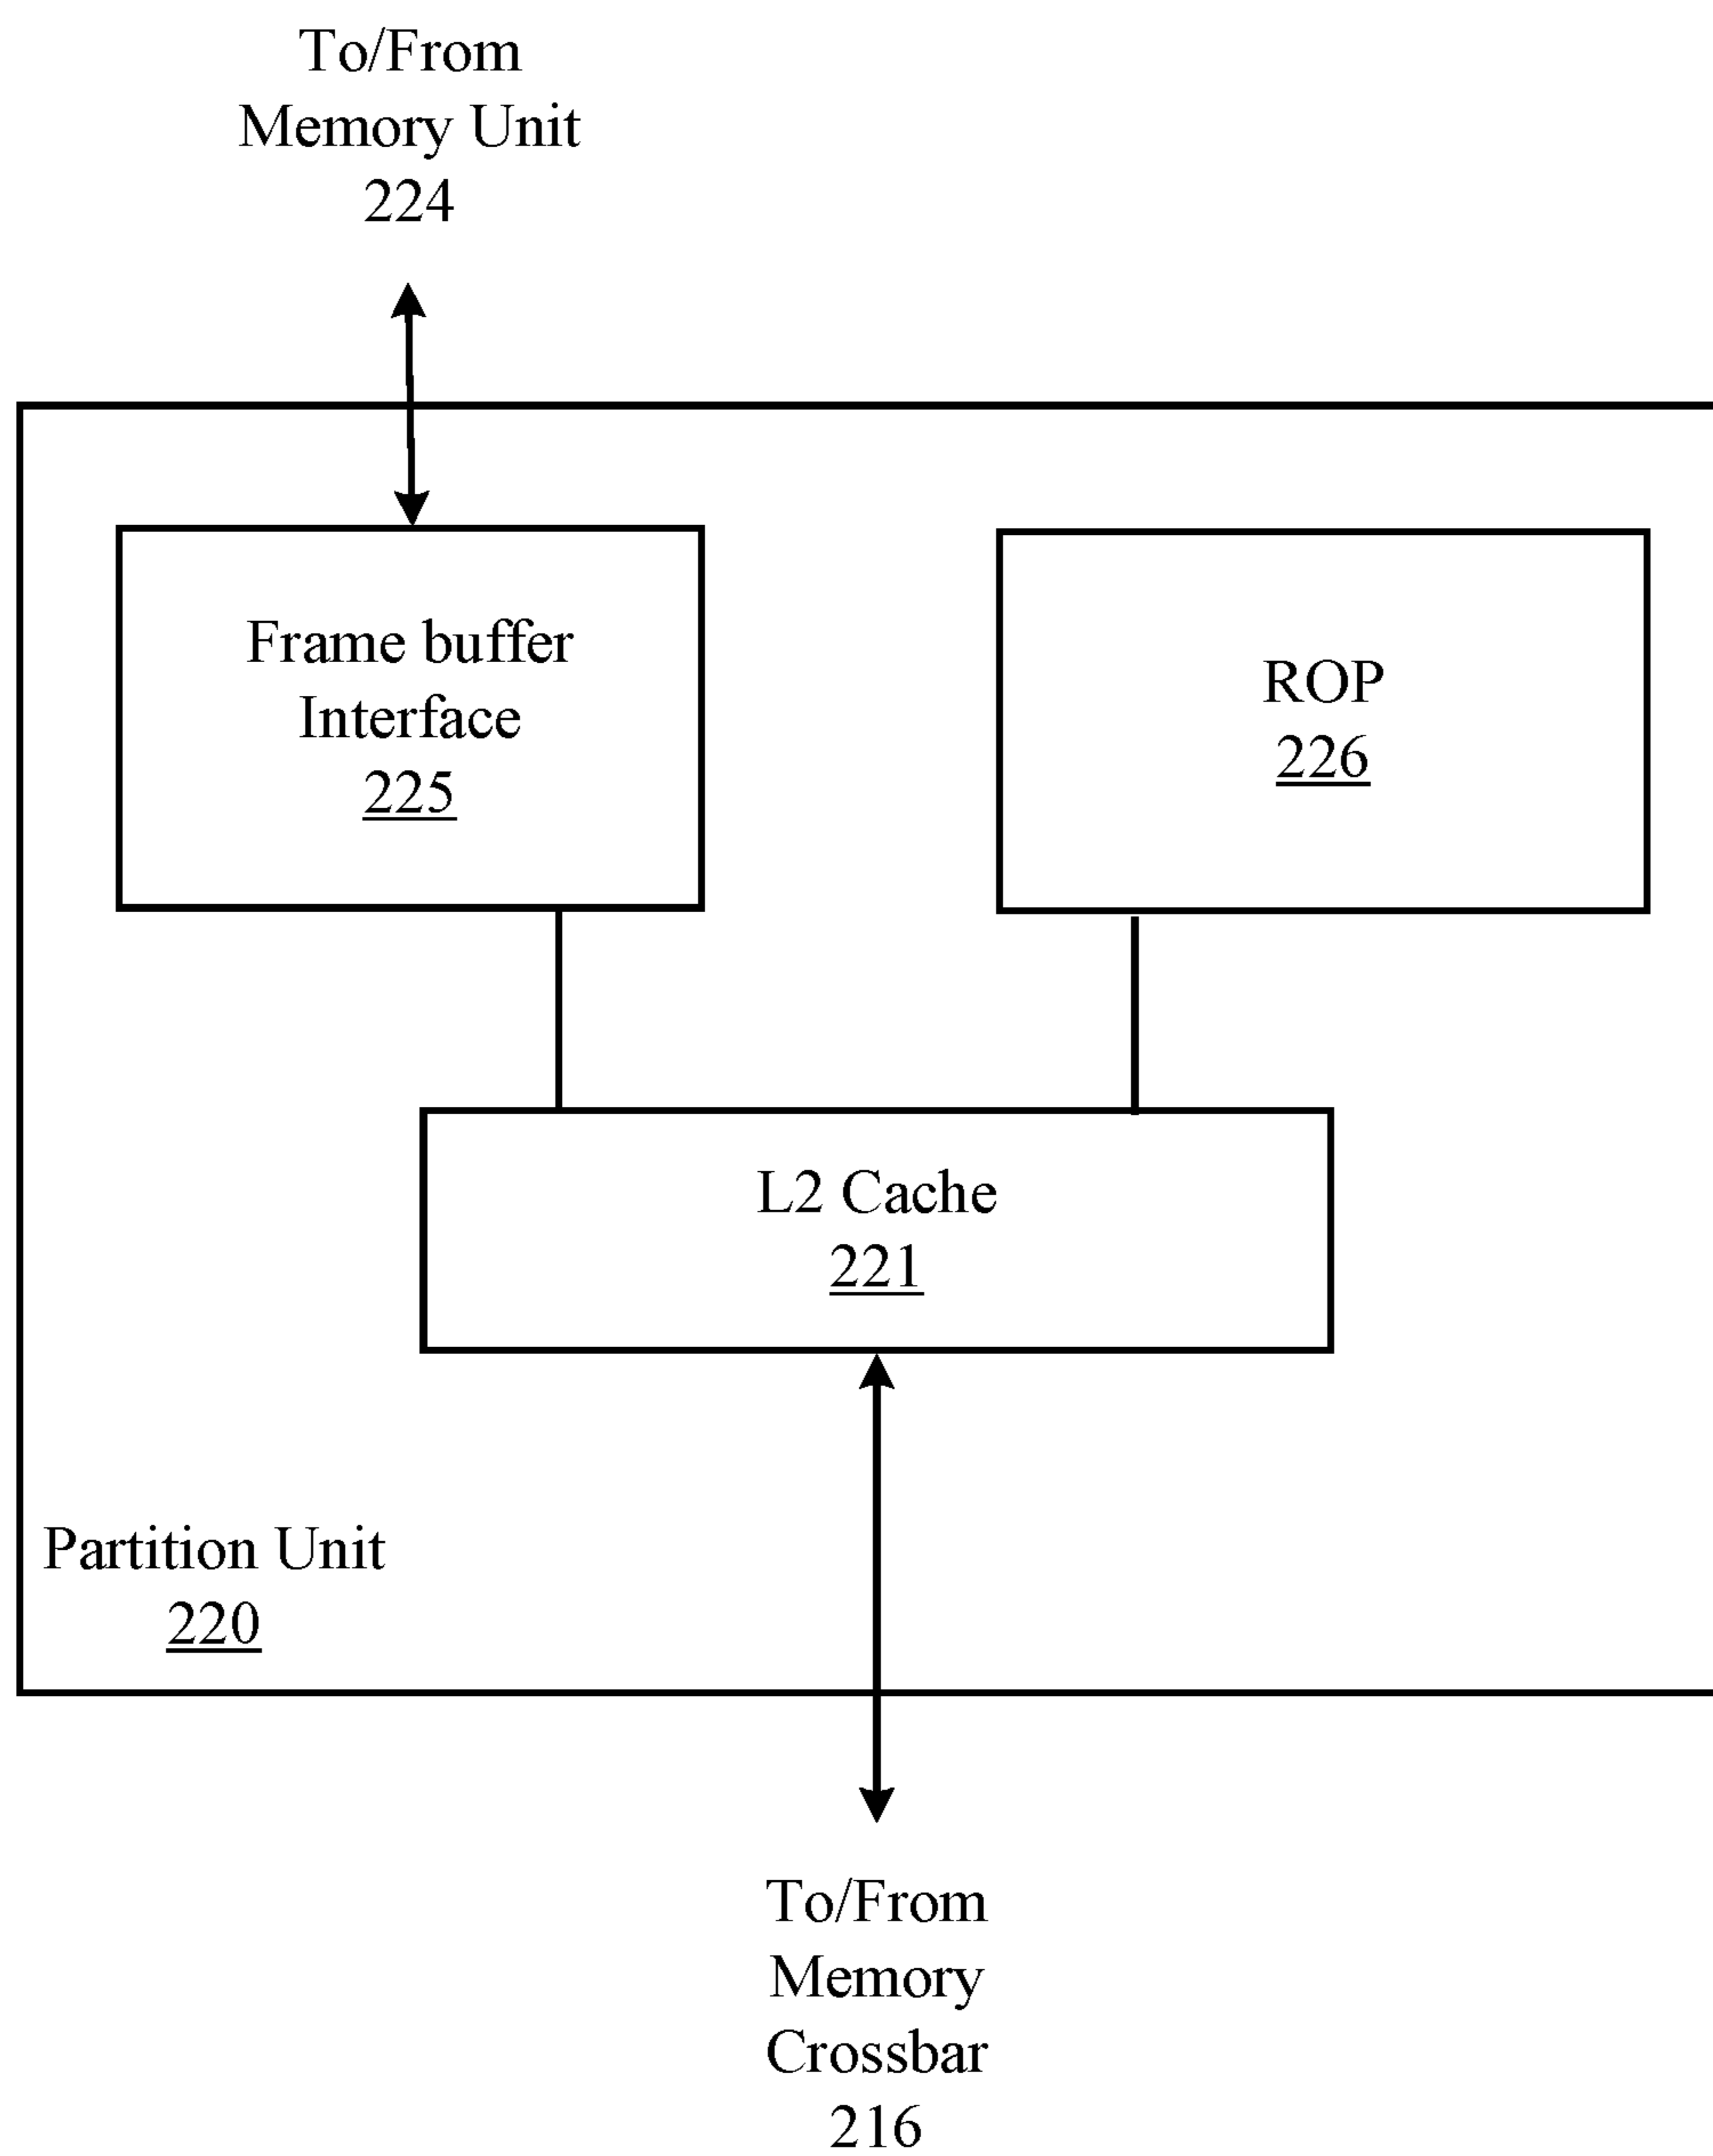 To/From
Memory Unit
224
Frame buffer
Interface
225
ROP
226
L2 Cache
221
Partition Unit
220
To/From
Memory
Crossbar
216